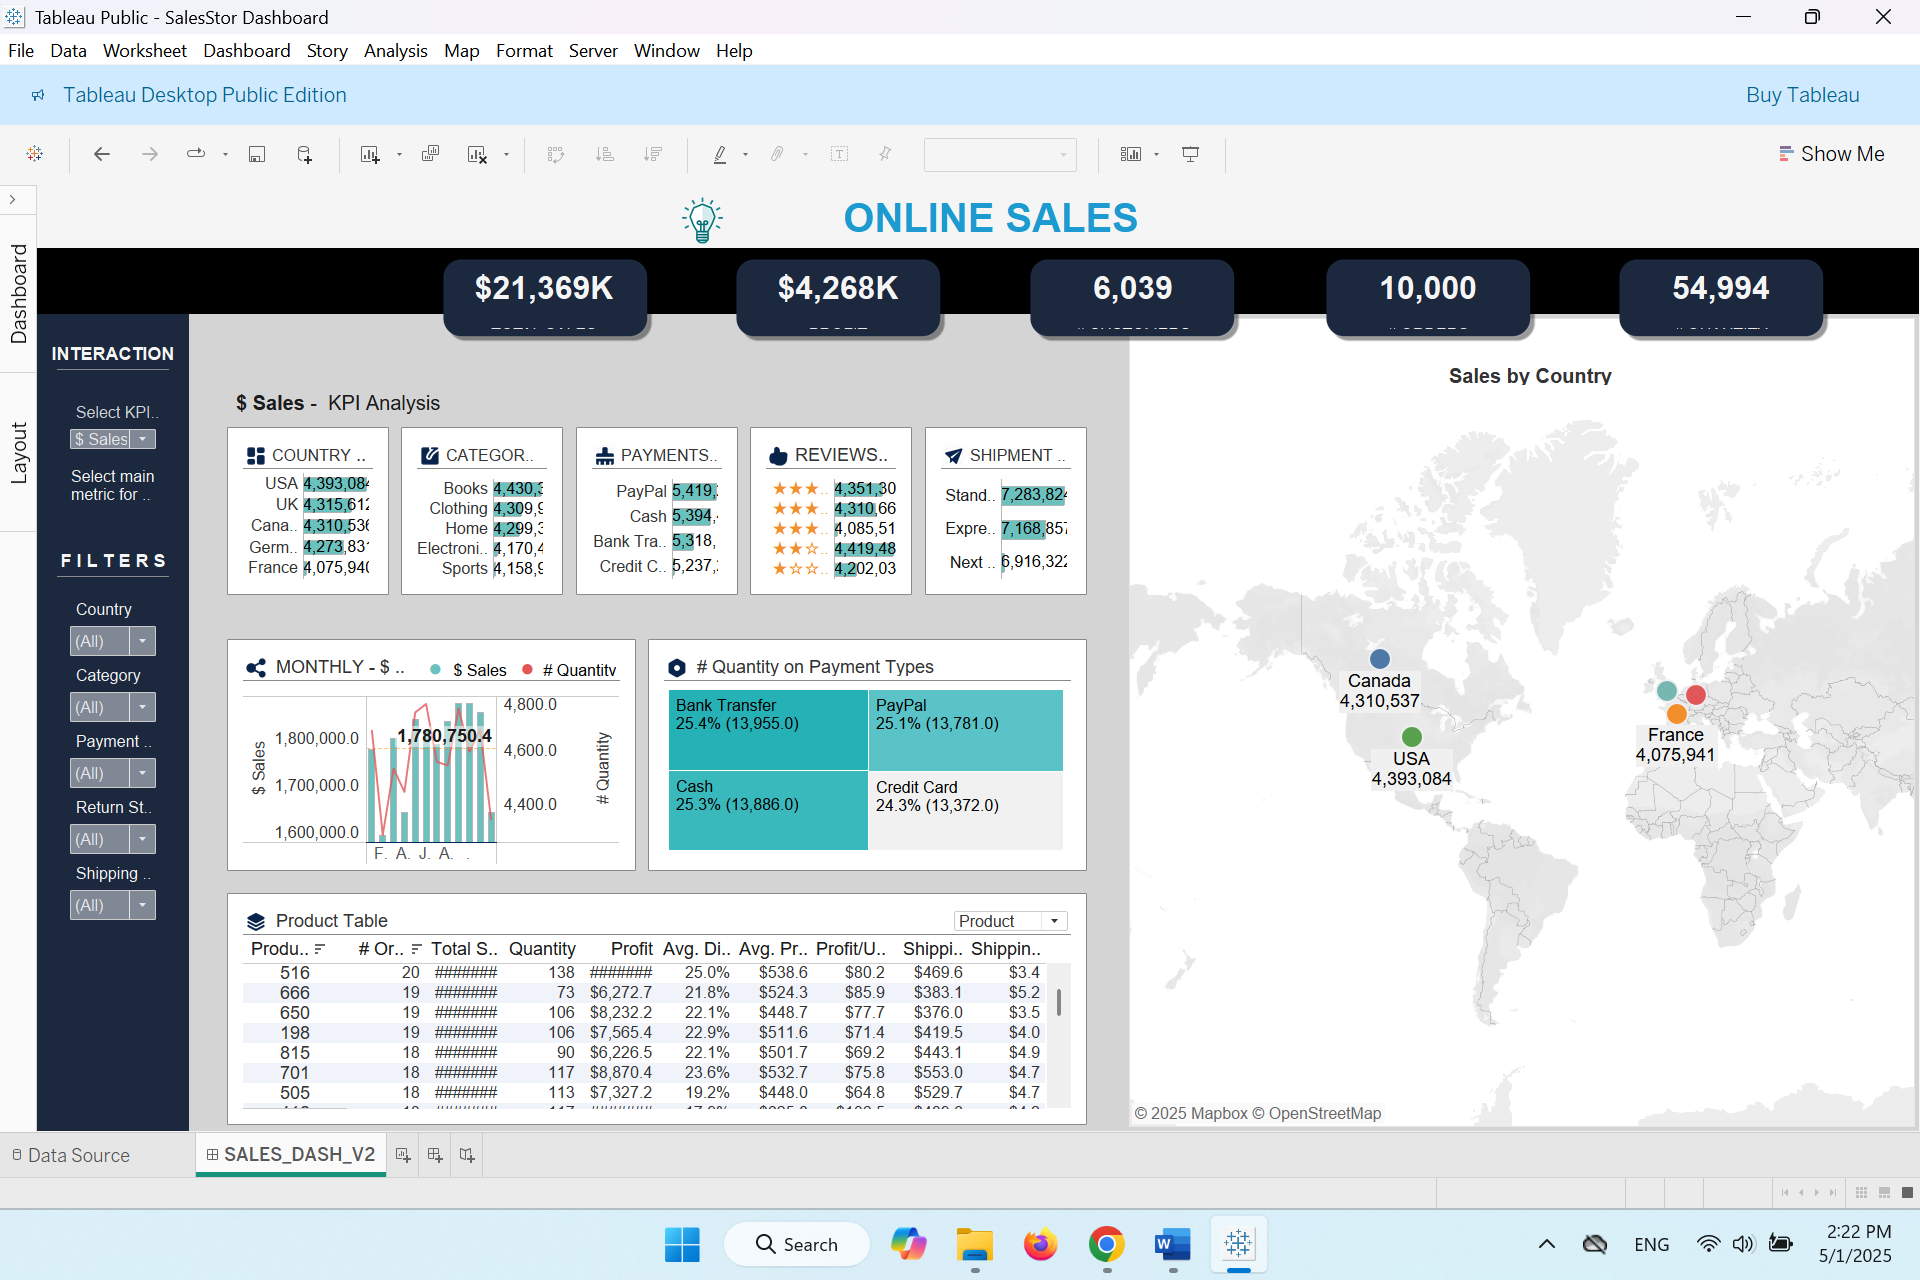 Tableau Public - SalesStor Dashboard
File Data Worksheet Dashboard Story Analysis Map Format Server Window Help
Tableau Desktop Public Edition
Buy Tableau
Show Me
Dashboard
Layout
ONLINE SALES
$21,369K
$4,268K
6,039
10,000
54,994
INTERACTION
Select KPI..
$ Sales
Select main
metric for ..
FILTERS
Country
(All)
Category
(All)
Payment ..
(All)
Return St..
(All)
Shipping ..
(All)
$ Sales - KPI Analysis
COUNTRY ..
USA 4,393,084
UK 4,315,612
Cana.. 4,310,536
Germ.. 4,273,831
France 4,075,940
CATEGOR..
Books 4,430,3
Clothing 4,309,9
Home 4,299,3
Electroni.. 4,170,4
Sports 4,158,9
PAYMENTS..
PayPal 5,419,
Cash 5,394,
Bank Tra.. 5,318,
Credit C.. 5,237,
REVIEWS..
★★★.. 4,351,30
★★★.. 4,310,66
★★★.. 4,085,51
★★☆.. 4,419,48
★☆☆.. 4,202,03
SHIPMENT ..
Stand.. 7,283,824
Expre.. 7,168,857
Next .. 6,916,322
MONTHLY - $ ..
$ Sales # Quantity
$ Sales
1,800,000.0
1,700,000.0
1,600,000.0
1,780,750.4
4,800.0
4,600.0
4,400.0
# Quantity
F. A. J. A. .
# Quantity on Payment Types
Bank Transfer
25.4% (13,955.0)
PayPal
25.1% (13,781.0)
Cash
25.3% (13,886.0)
Credit Card
24.3% (13,372.0)
Product Table
Product
Produ.. # Or.. Total S.. Quantity Profit Avg. Di.. Avg. Pr.. Profit/U.. Shippi.. Shippin..
516 20 ####### 138 ####### 25.0% $538.6 $80.2 $469.6 $3.4
666 19 ####### 73 $6,272.7 21.8% $524.3 $85.9 $383.1 $5.2
650 19 ####### 106 $8,232.2 22.1% $448.7 $77.7 $376.0 $3.5
198 19 ####### 106 $7,565.4 22.9% $511.6 $71.4 $419.5 $4.0
815 18 ####### 90 $6,226.5 22.1% $501.7 $69.2 $443.1 $4.9
701 18 ####### 117 $8,870.4 23.6% $532.7 $75.8 $553.0 $4.7
505 18 ####### 113 $7,327.2 19.2% $448.0 $64.8 $529.7 $4.7
Sales by Country
Canada
4,310,537
USA
4,393,084
France
4,075,941
© 2025 Mapbox © OpenStreetMap
Data Source
SALES_DASH_V2
Search
ENG
2:22 PM
5/1/2025